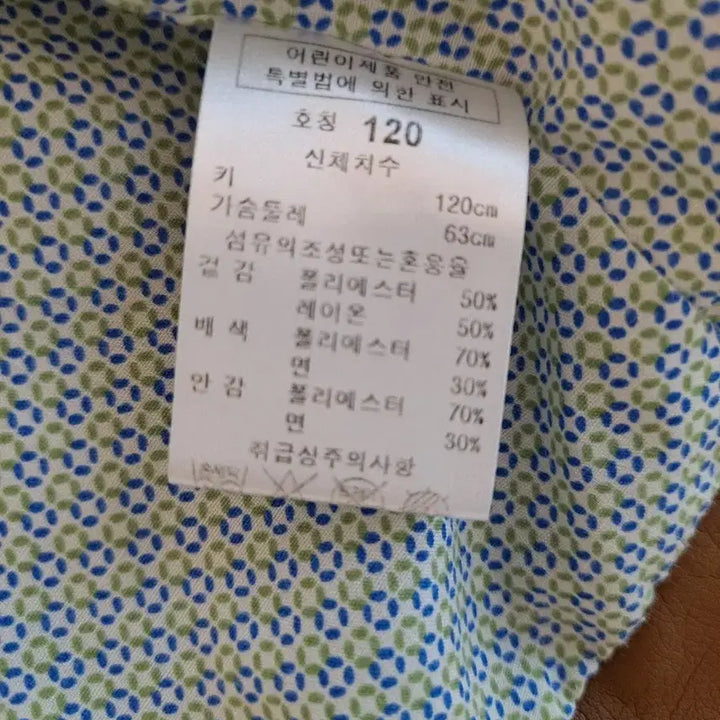 어린이제품 안전
특별법에 의한 표시
호칭 120
신체치수
키 120cm
가슴둘레 63cm
섬유의조성또는혼용율
겉 감 폴리에스터 50%
레이온 50%
배 색 폴리에스터 70%
면 30%
안 감 폴리에스터 70%
면 30%
취급상주의사항